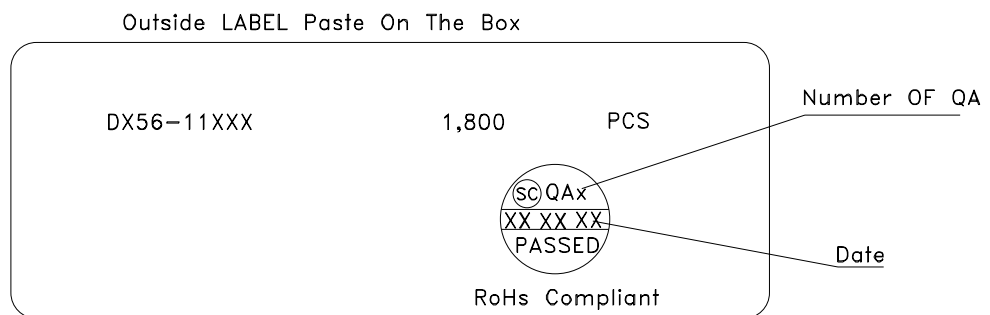 Outside LABEL Paste On The Box
Number OF QA
DX56-11XXX 1,800 PCS
SC QAx
XX XX XX
PASSED
Date
RoHs Compliant